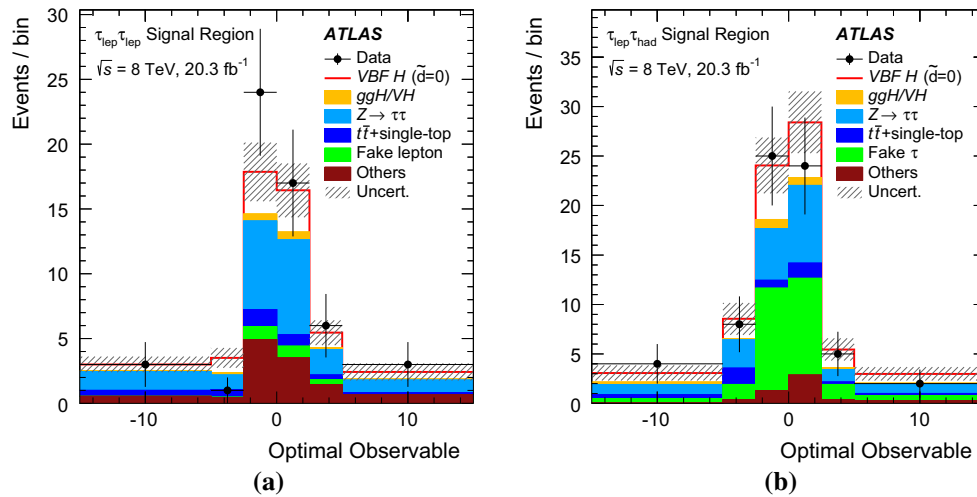 Events / bin
30
25
20
15
10
5
0
τlepτlep Signal Region
√s = 8 TeV, 20.3 fb-1
ATLAS
Data
VBF H (d̃=0)
ggH/VH
Z→ ττ
tt̄+single-top
Fake lepton
Others
Uncert.
-10 0 10
Optimal Observable
(a)
Events / bin
35
30
25
20
15
10
5
0
τlepτhad Signal Region
√s = 8 TeV, 20.3 fb-1
ATLAS
Data
VBF H (d̃=0)
ggH/VH
Z→ ττ
tt̄+single-top
Fake τ
Others
Uncert.
-10 0 10
Optimal Observable
(b)